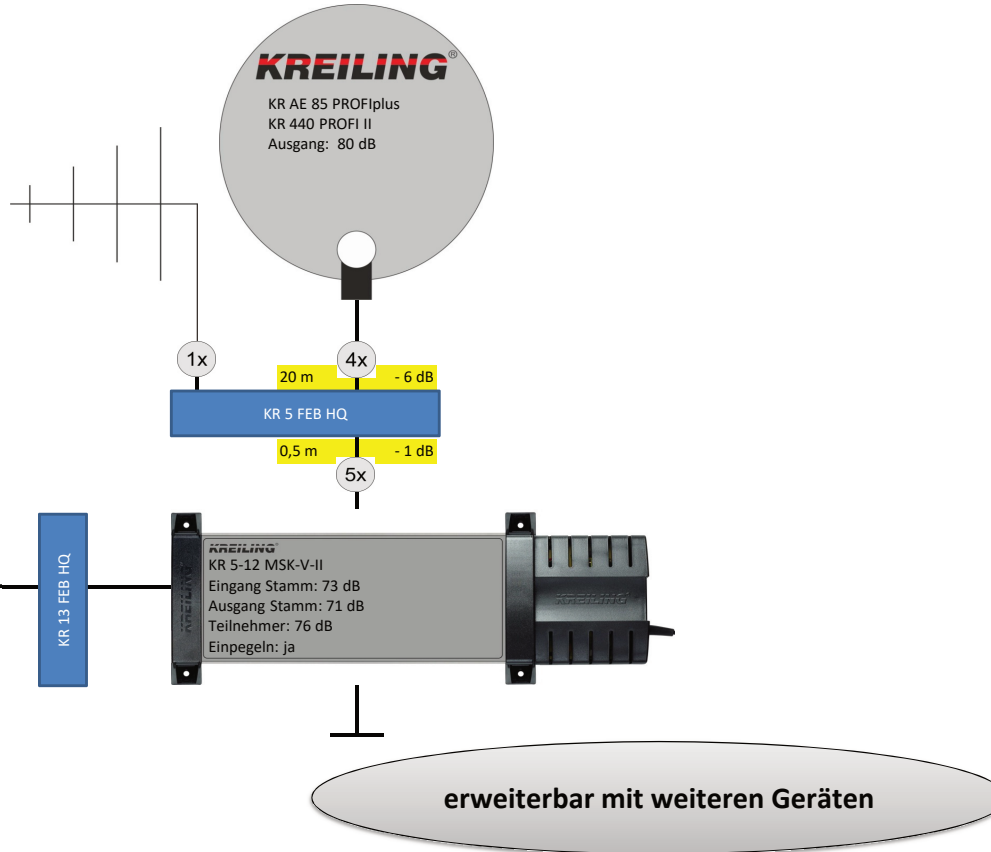 KREILING®
KR AE 85 PROFIplus
KR 440 PROFI II
Ausgang: 80 dB
1x
4x
20 m - 6 dB
KR 5 FEB HQ
0,5 m - 1 dB
5x
KR 13 FEB HQ
KREILING
KREILING®
KR 5-12 MSK-V-II
Eingang Stamm: 73 dB
Ausgang Stamm: 71 dB
Teilnehmer: 76 dB
Einpegeln: ja
KREILING
erweiterbar mit weiteren Geräten